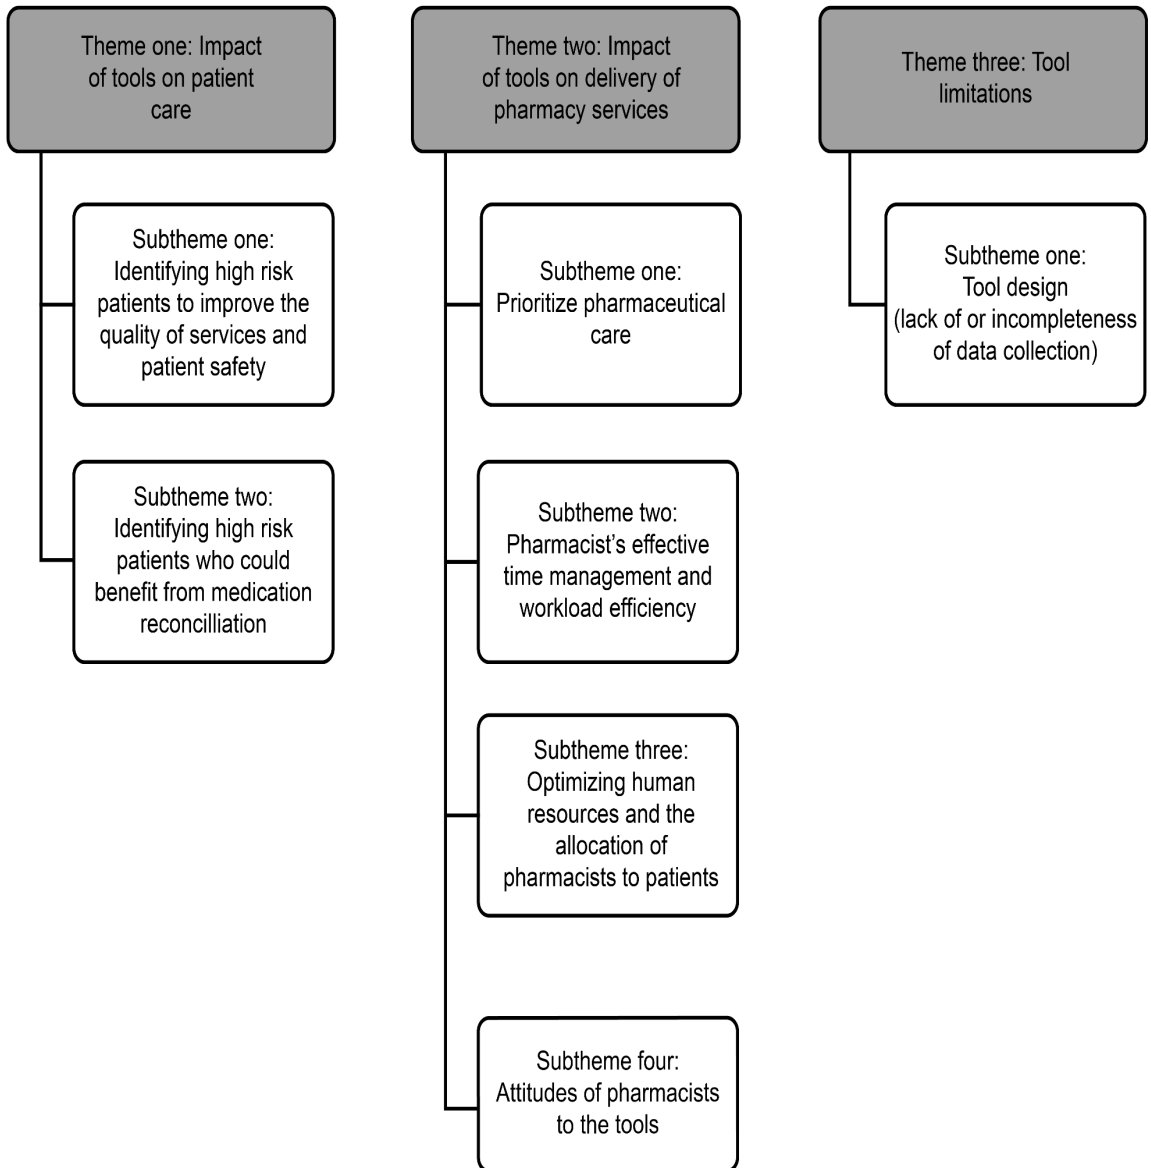 Theme one: Impact
of tools on patient
care
Subtheme one:
Identifying high risk
patients to improve the
quality of services and
patient safety
Subtheme two:
Identifying high risk
patients who could
benefit from medication
reconcilliation
Theme two: Impact
of tools on delivery of
pharmacy services
Subtheme one:
Prioritize pharmaceutical
care
Subtheme two:
Pharmacist’s effective
time management and
workload efficiency
Subtheme three:
Optimizing human
resources and the
allocation of
pharmacists to patients
Subtheme four:
Attitudes of pharmacists
to the tools
Theme three: Tool
limitations
Subtheme one:
Tool design
(lack of or incompleteness
of data collection)